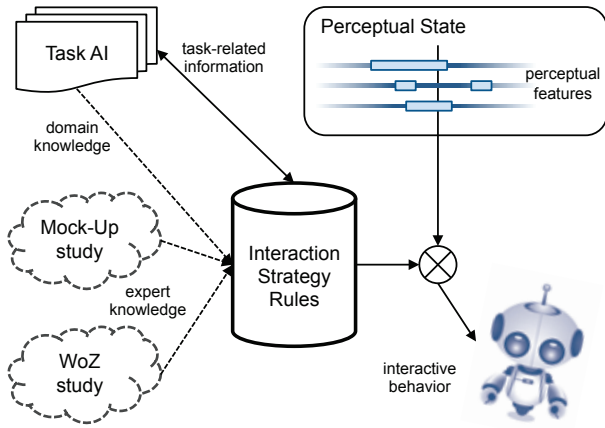 Task AI
task-related
information
Perceptual State
perceptual
features
domain
knowledge
Mock-Up
study
Interaction
Strategy
Rules
expert
knowledge
WoZ
study
interactive
behavior